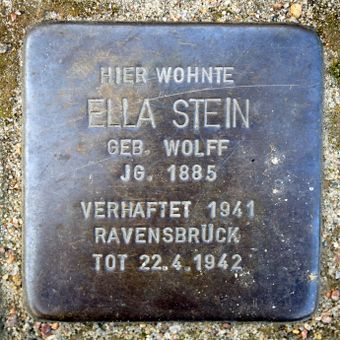 HIER WOHNTE
ELLA STEIN
GEB. WOLFF
JG. 1885
VERHAFTET 1941
RAVENSBRÜCK
TOT 22.4.1942